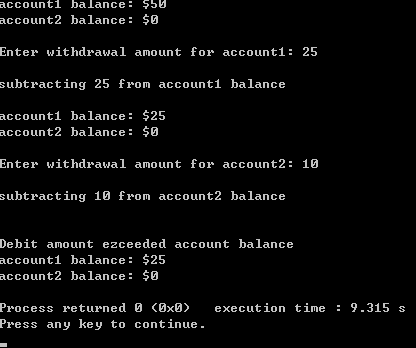 account1 balance: $50
account2 balance: $0
Enter withdrawal amount for account1: 25
subtracting 25 from account1 balance
account1 balance: $25
account2 balance: $0
Enter withdrawal amount for account2: 10
subtracting 10 from account2 balance
Debit amount ezceeded account balance
account1 balance: $25
account2 balance: $0
Process returned 0 (0x0)   execution time : 9.315 s
Press any key to continue.